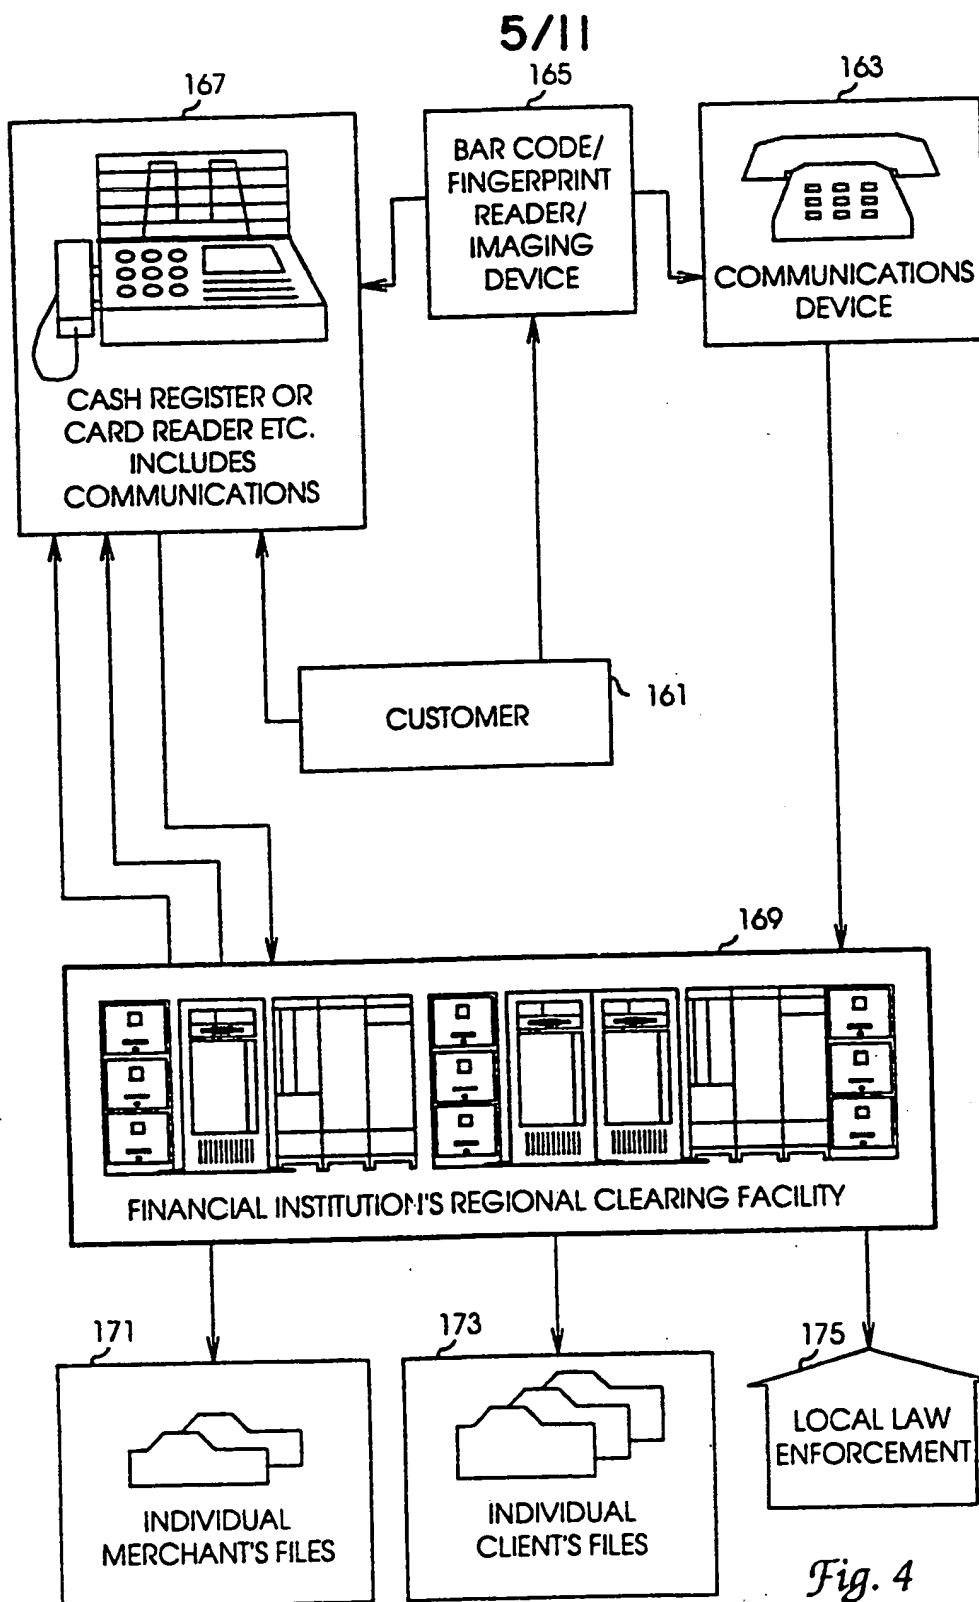 5/11
167
165
163
BAR CODE/
FINGERPRINT
READER/
IMAGING
DEVICE
COMMUNICATIONS
DEVICE
CASH REGISTER OR
CARD READER ETC.
INCLUDES
COMMUNICATIONS
CUSTOMER
161
169
FINANCIAL INSTITUTION'S REGIONAL CLEARING FACILITY
171
173
175
INDIVIDUAL
MERCHANT'S FILES
INDIVIDUAL
CLIENT'S FILES
LOCAL LAW
ENFORCEMENT
Fig. 4